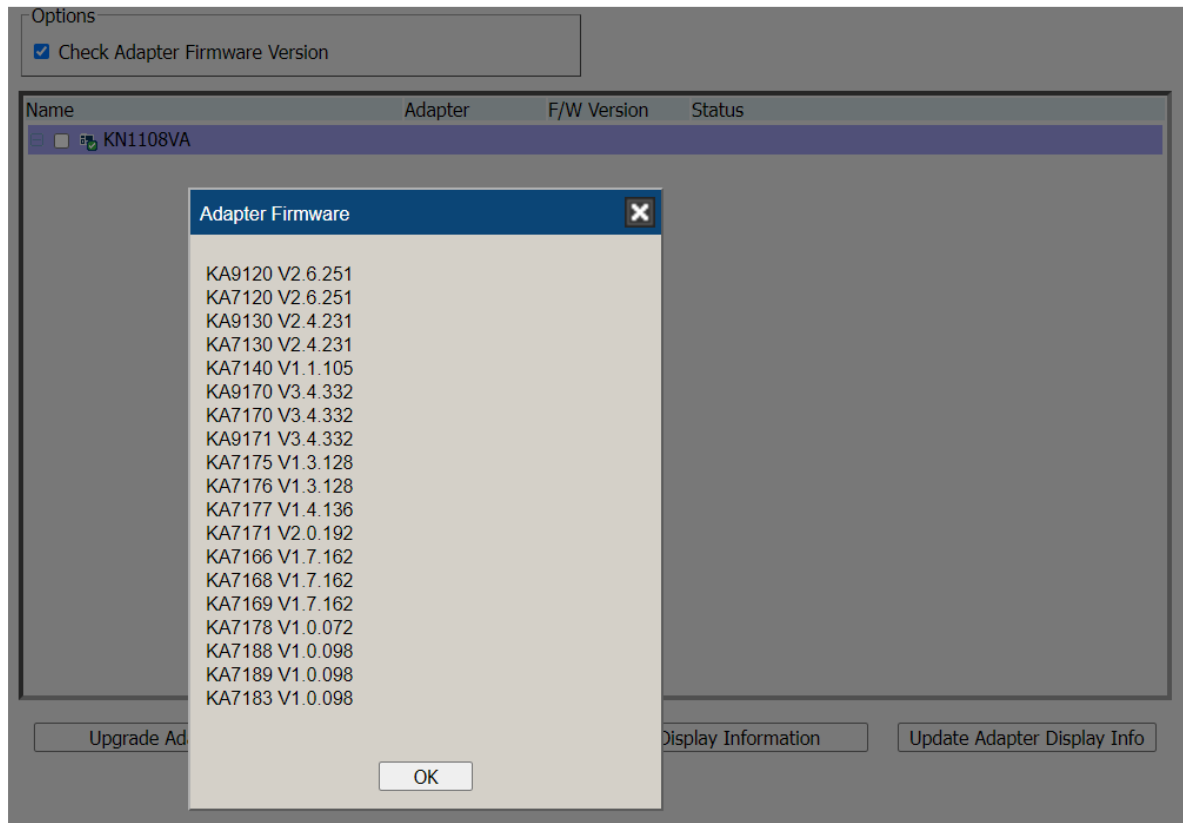 Options
Check Adapter Firmware Version
Name Adapter F/W Version Status
KN1108VA
Adapter Firmware
KA9120 V2.6.251
KA7120 V2.6.251
KA9130 V2.4.231
KA7130 V2.4.231
KA7140 V1.1.105
KA9170 V3.4.332
KA7170 V3.4.332
KA9171 V3.4.332
KA7175 V1.3.128
KA7176 V1.3.128
KA7177 V1.4.136
KA7171 V2.0.192
KA7166 V1.7.162
KA7168 V1.7.162
KA7169 V1.7.162
KA7178 V1.0.072
KA7188 V1.0.098
KA7189 V1.0.098
KA7183 V1.0.098
Upgrade Display Information Update Adapter Display Info
OK